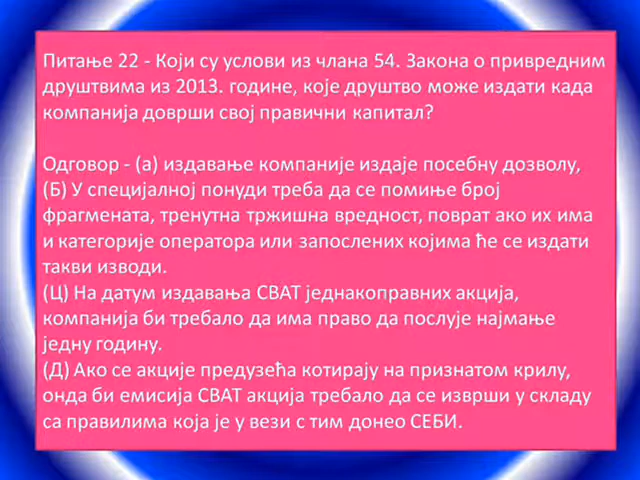 Питање 22 - Који су услови из члана 54. Закона о привредним
друштвима из 2013. године, које друштво може издати када
компанија доврши свој правични капитал?
Одговор - (а) издавање компаније издаје посебну дозволу,
(Б) У специјалној понуди треба да се помиње број
фрагмената, тренутна тржишна вредност, поврат ако их има
и категорије оператора или запослених којима ће се издати
такви изводи.
(Ц) На датум издавања СВАТ једнакоправних акција,
компанија би требало да има право да послује најмање
једну годину.
(Д) Ако се акције предузећа котирају на признатом крилу,
онда би емисија СВАТ акција требало да се изврши у складу
са правилима која је у вези с тим донео СЕБИ.